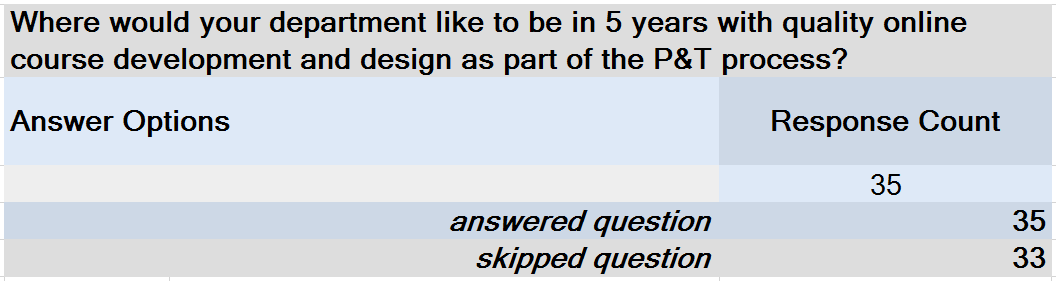 Where would your department like to be in 5 years with quality online
course development and design as part of the P&T process?
Answer Options Response Count
35
answered question 35
skipped question 33